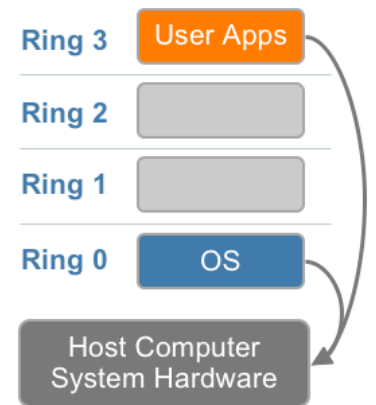 Ring 3 User Apps
Ring 2
Ring 1
Ring 0 OS
Host Computer
System Hardware